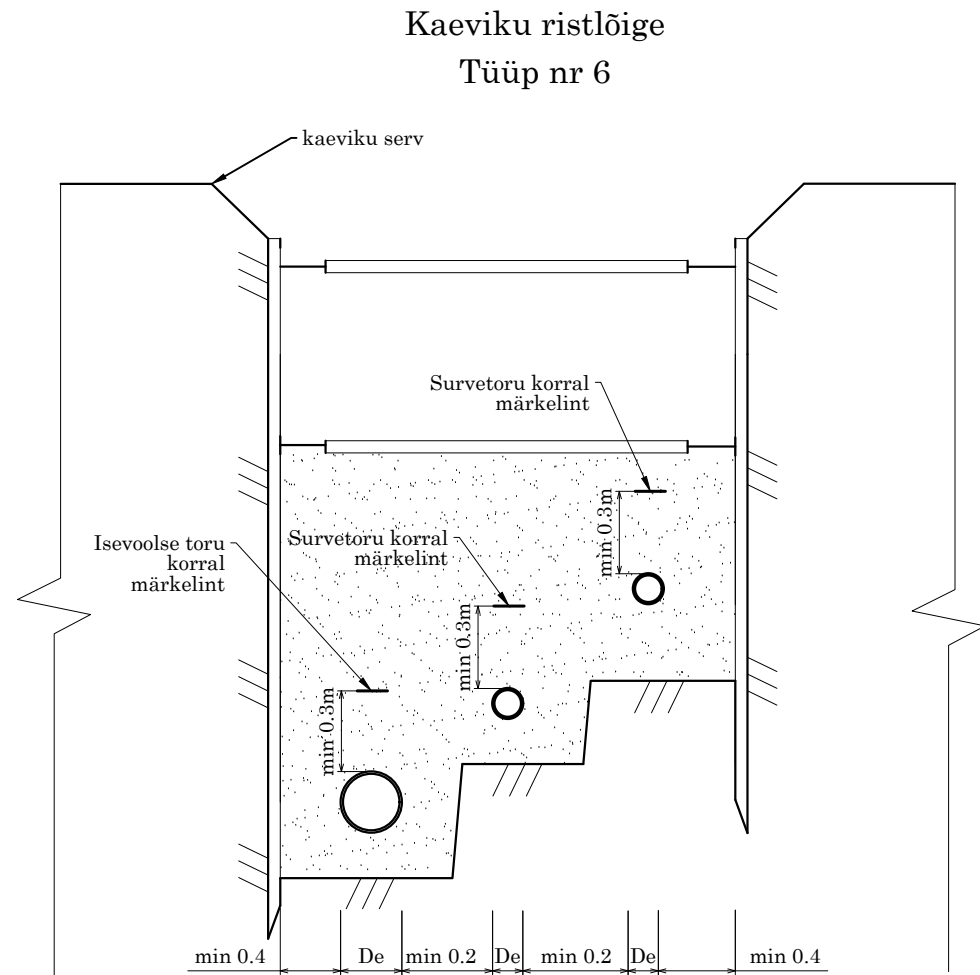 Kaeviku ristlõige
Tüüp nr 6
kaeviku serv
Survetoru korral
märkelint
min 0.3m
Isevoolse toru
korral
märkelint
Survetoru korral
märkelint
min 0.3m
min 0.3m
min 0.4
De
min 0.2
De
min 0.2
De
min 0.4